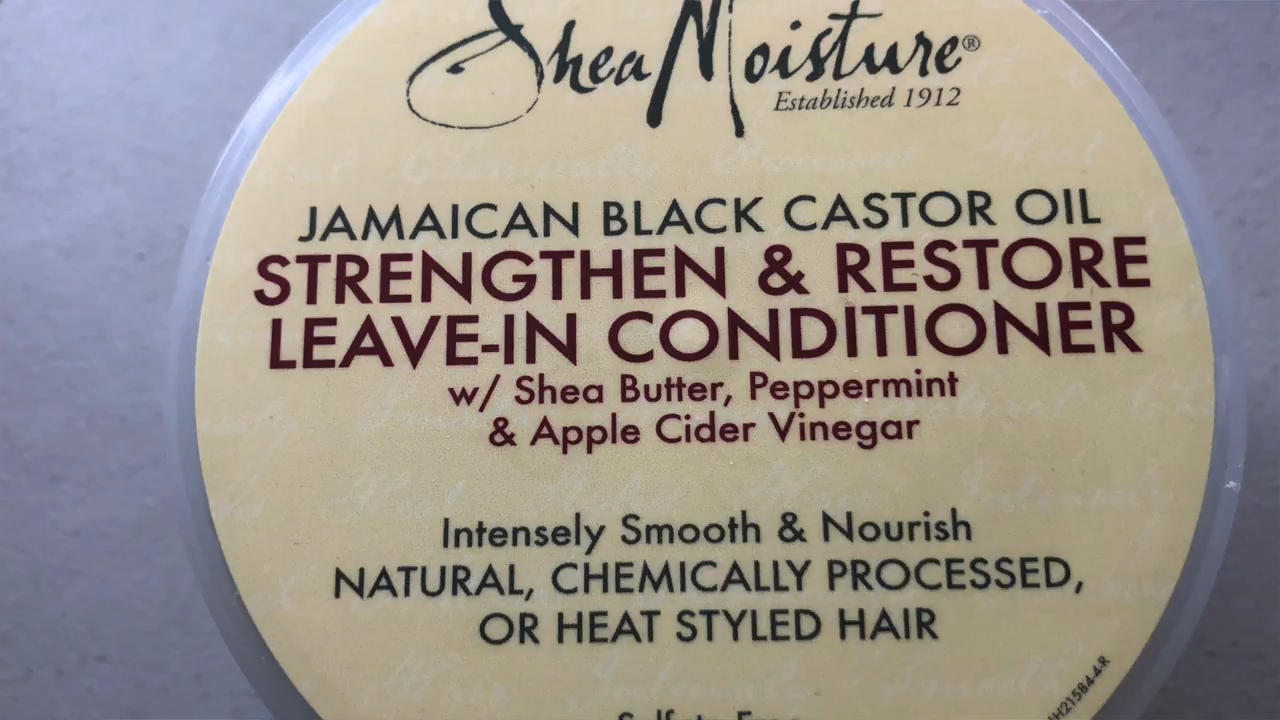 SheaMoisture®
Established 1912
JAMAICAN BLACK CASTOR OIL
STRENGTHEN & RESTORE
LEAVE-IN CONDITIONER
w/ Shea Butter, Peppermint
& Apple Cider Vinegar
Intensely Smooth & Nourish
NATURAL, CHEMICALLY PROCESSED,
OR HEAT STYLED HAIR